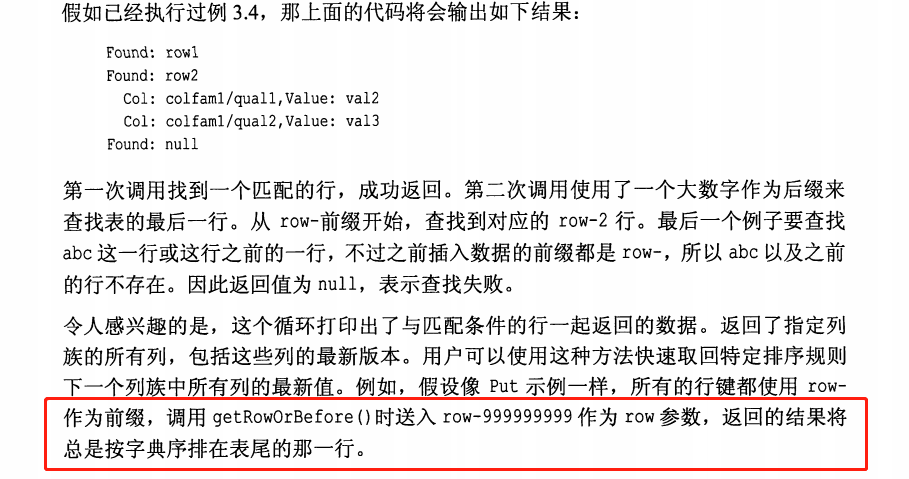 假如已经执行过例 3.4，那上面的代码将会输出如下结果：
Found: row1
Found: row2
Col: colfam1/qual1,Value: val2
Col: colfam1/qual2,Value: val3
Found: null
第一次调用找到一个匹配的行，成功返回。第二次调用使用了一个大数字作为后缀来
查找表的最后一行。从 row-前缀开始，查找到对应的 row-2 行。最后一个例子要查找
abc 这一行或这行之前的一行，不过之前插入数据的前缀都是 row-，所以 abc 以及之前
的行不存在。因此返回值为 null，表示查找失败。
令人感兴趣的是，这个循环打印出了与匹配条件的行一起返回的数据。返回了指定列
族的所有列，包括这些列的最新版本。用户可以使用这种方法快速取回特定排序规则
下一个列族中所有列的最新值。例如，假设像 Put 示例一样，所有的行键都使用 row-
作为前缀，调用 getRowOrBefore()时送入 row-999999999 作为 row 参数，返回的结果将
总是按字典序排在表尾的那一行。